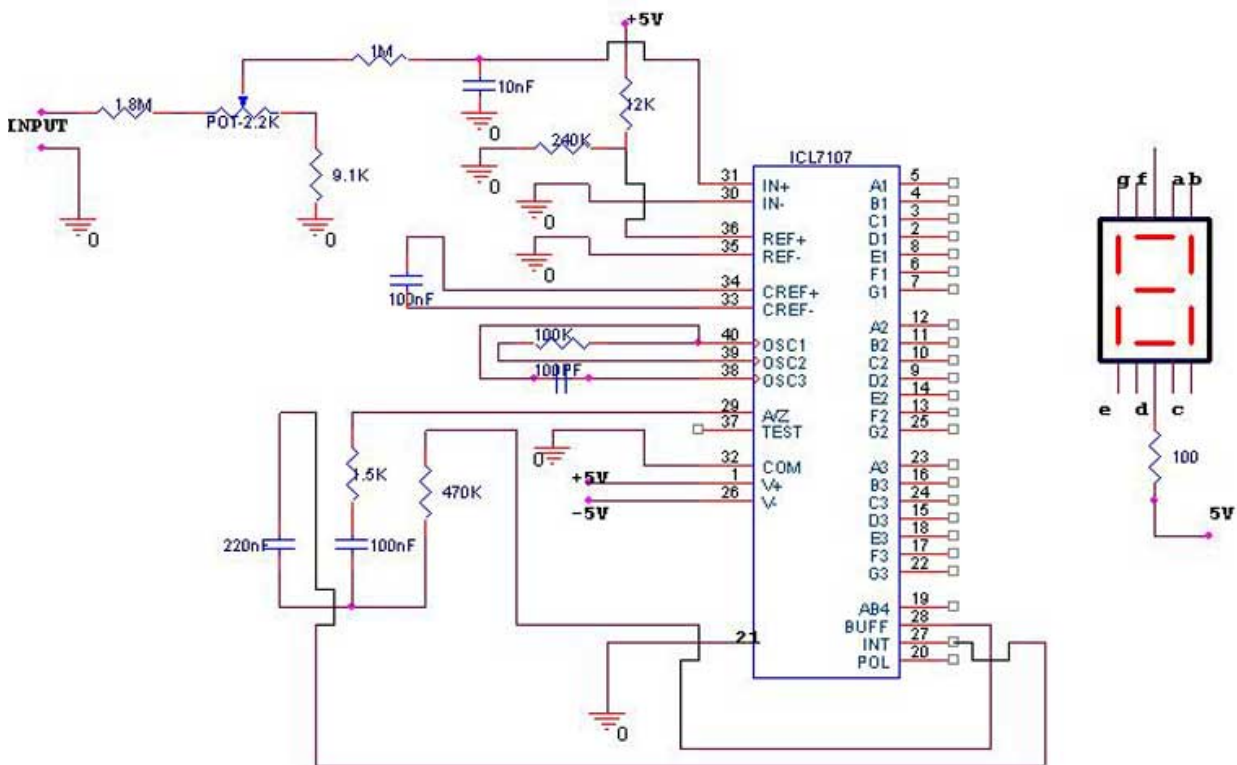 +5V
1M
10nF
0
12K
1.8M
POT-2.2K
INPUT
0
9.1K
0
240K
0
ICL7107
31 IN+ A1 5
30 IN- B1 4
0 C1 3
36 REF+ D1 2
35 REF- E1 8
0 F1 6
34 CREF+ G1 7
100nF
33 CREF-
A2 12
100K
40 OSC1 B2 11
39 OSC2 C2 10
100PF
38 OSC3 D2 9
E2 14
29 A/Z F2 13
37 TEST G2 25
0
32 COM A3 23
+5V 1 V+ B3 16
-5V 26 V- C3 24
D3 15
E3 18
F3 17
G3 22
1.5K
470K
220nF
100nF
AB4 19
BUFF 28
21 INT 27
POL 20
0
g f a b
e d c
100
5V